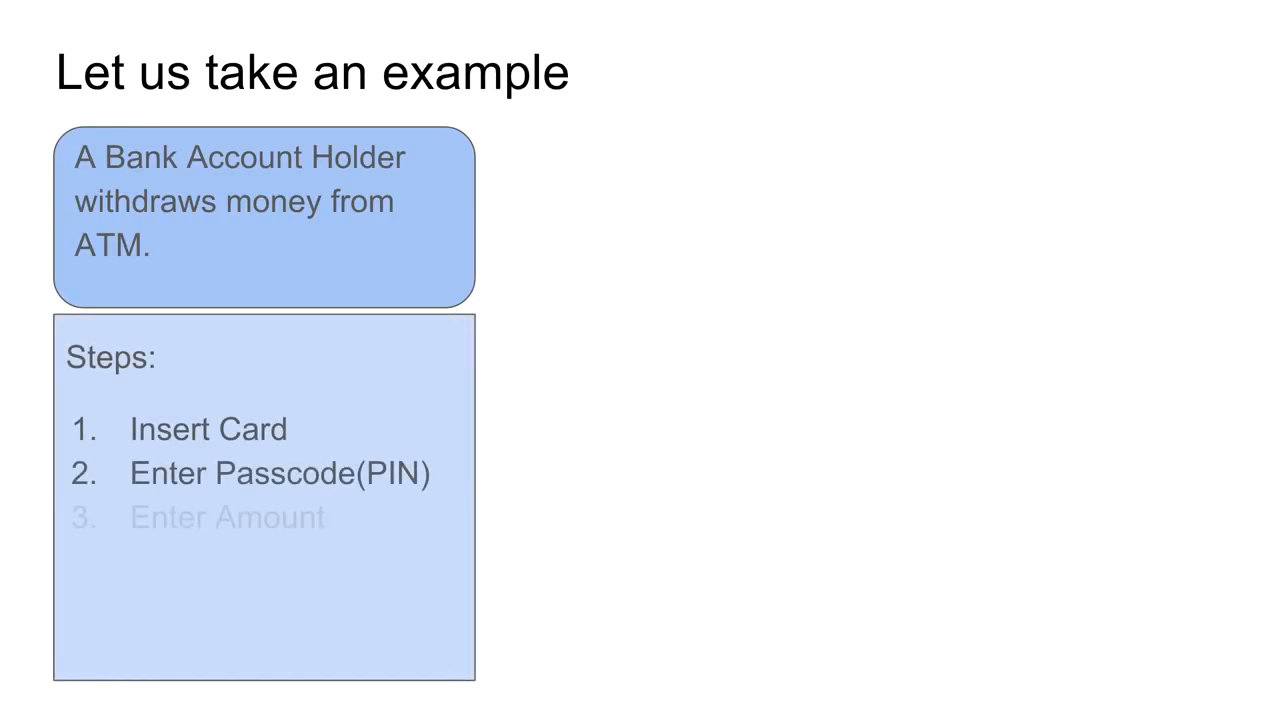 Let us take an example
A Bank Account Holder
withdraws money from
ATM.
Steps:
1. Insert Card
2. Enter Passcode(PIN)
3. Enter Amount